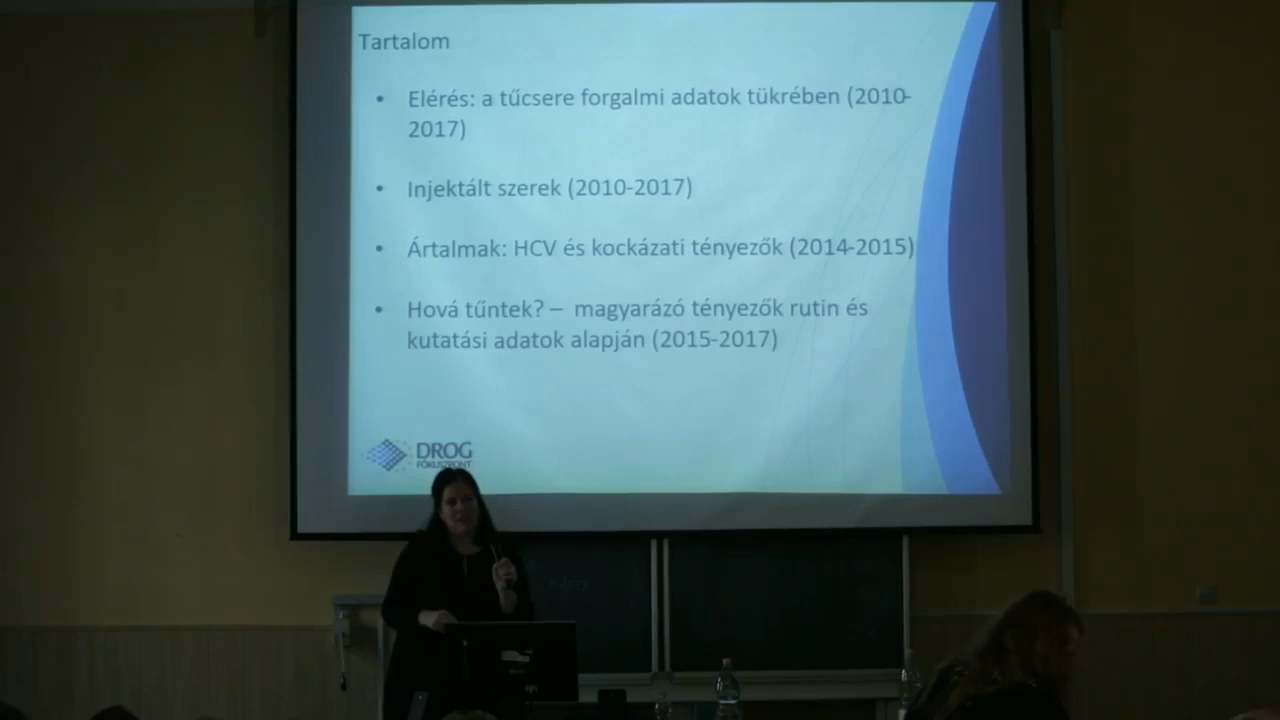 Tartalom
• Elérés: a tűcsere forgalmi adatok tükrében (2010-
2017)
• Injektált szerek (2010-2017)
• Ártalmak: HCV és kockázati tényezők (2014-2015)
• Hová tűntek? – magyarázó tényezők rutin és
kutatási adatok alapján (2015-2017)
DROG
FÓKUSZPONT